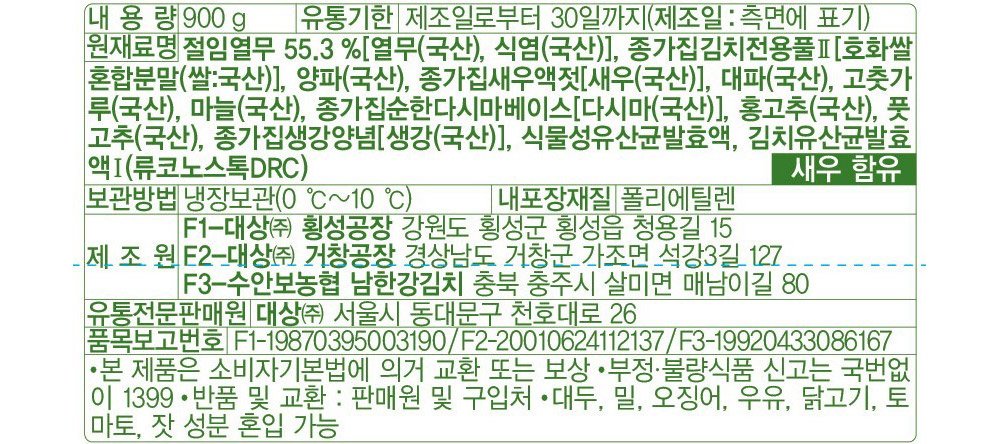 내 용 량 900 g 유통기한 제조일로부터 30일까지(제조일 : 측면에 표기)
원재료명 절임열무 55.3 %[열무(국산), 식염(국산)], 종가집김치전용풀Ⅱ[호화쌀
혼합분말(쌀:국산)], 양파(국산), 종가집새우액젓[새우(국산)], 대파(국산), 고춧가
루(국산), 마늘(국산), 종가집순한다시마베이스[다시마(국산)], 홍고추(국산), 풋
고추(국산), 종가집생강양념[생강(국산)], 식물성유산균발효액, 김치유산균발효
액Ⅰ(류코노스톡DRC) 새우 함유
보관방법 냉장보관(0 ℃~10 ℃) 내포장재질 폴리에틸렌
제 조 원 F1-대상㈜ 횡성공장 강원도 횡성군 횡성읍 청용길 15
F2-대상㈜ 거창공장 경상남도 거창군 가조면 석강3길 127
F3-수안보농협 남한강김치 충북 충주시 살미면 매남이길 80
유통전문판매원 대상㈜ 서울시 동대문구 천호대로 26
품목보고번호 F1-19870395003190/F2-20010624112137/F3-19920433086167
•본 제품은 소비자기본법에 의거 교환 또는 보상 •부정·불량식품 신고는 국번없
이 1399 •반품 및 교환 : 판매원 및 구입처 •대두, 밀, 오징어, 우유, 닭고기, 토
마토, 잣 성분 혼입 가능